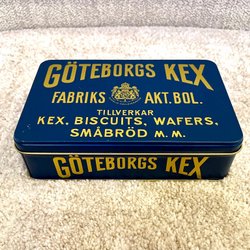 GÖTEBORGS KEX
FABRIKS AKT.BOL.
TILLVERKAR
KEX, BISCUITS, WAFERS,
SMÅBRÖD M.M.
GÖTEBORGS KEX